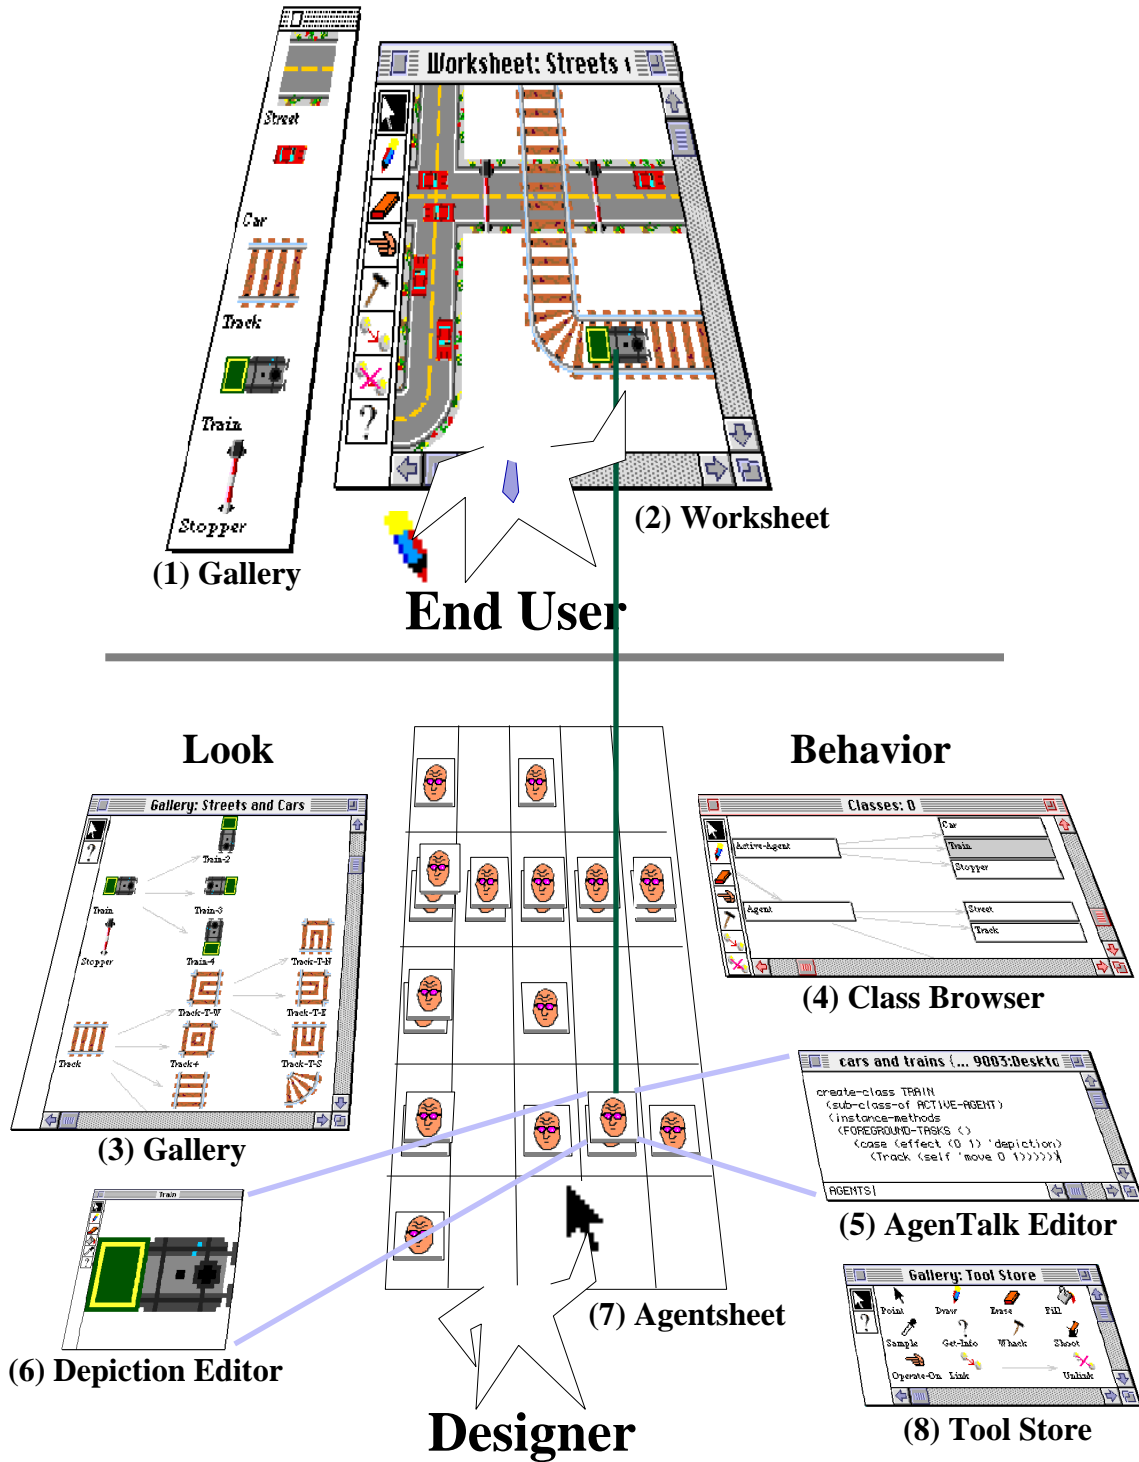 Street
Car
Track
Train
Stopper
(1) Gallery
Worksheet: Streets
?
(2) Worksheet
End User
Look
Behavior
Gallery: Streets and Cars
?
Train-2
Train
Train-3
Stopper
Train-4
Track-T-N
Track-T-W
Track-T-E
Track
Track+
Track-T-S
(3) Gallery
Classes: 0
Active-Agent
Car
Train
Stopper
Agent
Street
Track
(4) Class Browser
cars and trains {... 9003:Deskto
create-class TRAIN
(sub-class-of ACTIVE-AGENT)
(instance-methods
(FOREGROUND-TASKS ()
(case (effect (0 1) 'depiction)
(Track (self 'move 0 1))))))
AGENTS
(5) AgenTalk Editor
Train
?
(6) Depiction Editor
(7) Agentsheet
Gallery: Tool Store
?
Point Draw Erase Fill
Sample Get-Info Whack Shoot
Operate-On Link Unlink
(8) Tool Store
Designer